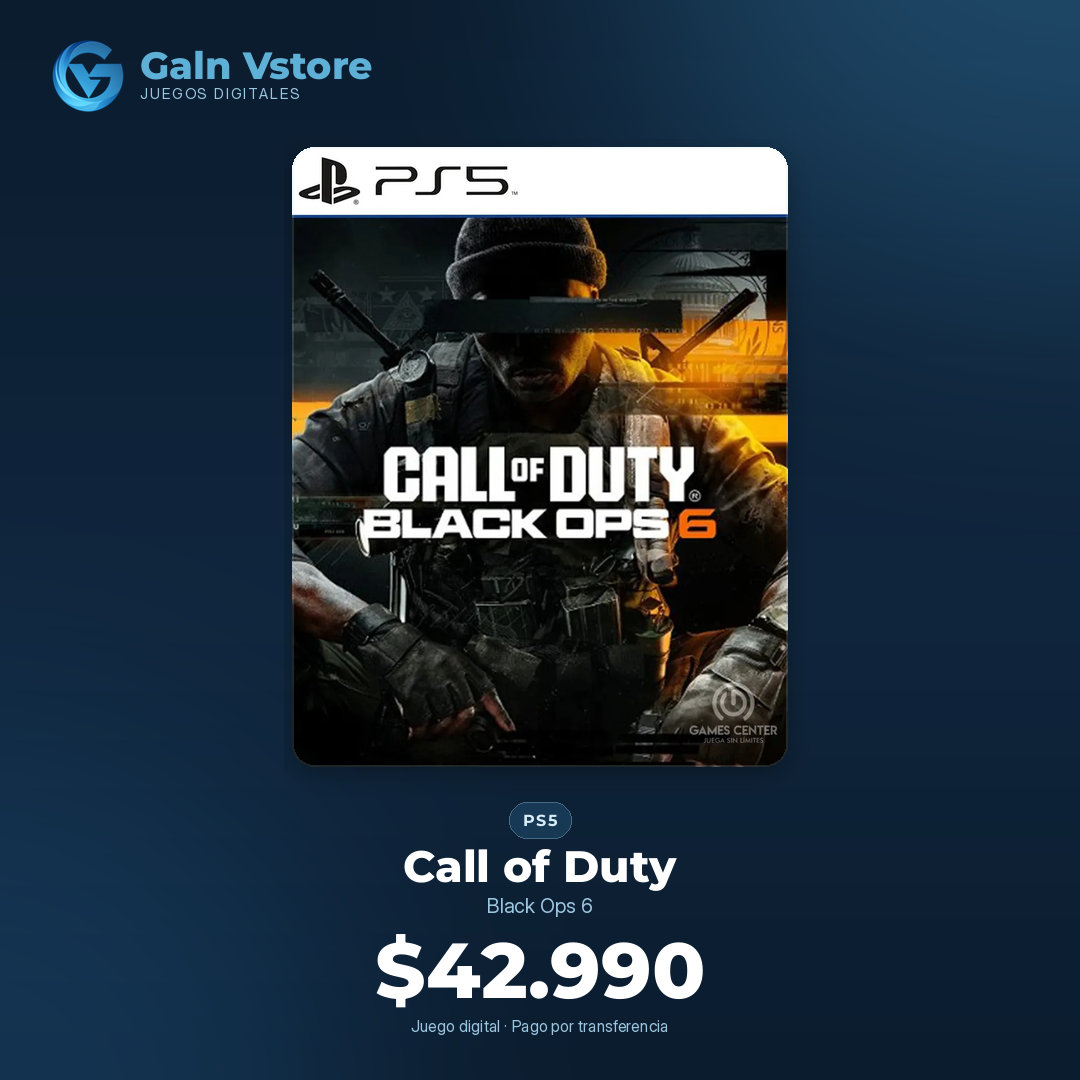 Galn Vstore
JUEGOS DIGITALES
PS5
CALL OF DUTY
BLACK OPS 6
GAMES CENTER
JUEGA SIN LÍMITES
PS5
Call of Duty
Black Ops 6
$42.990
Juego digital · Pago por transferencia